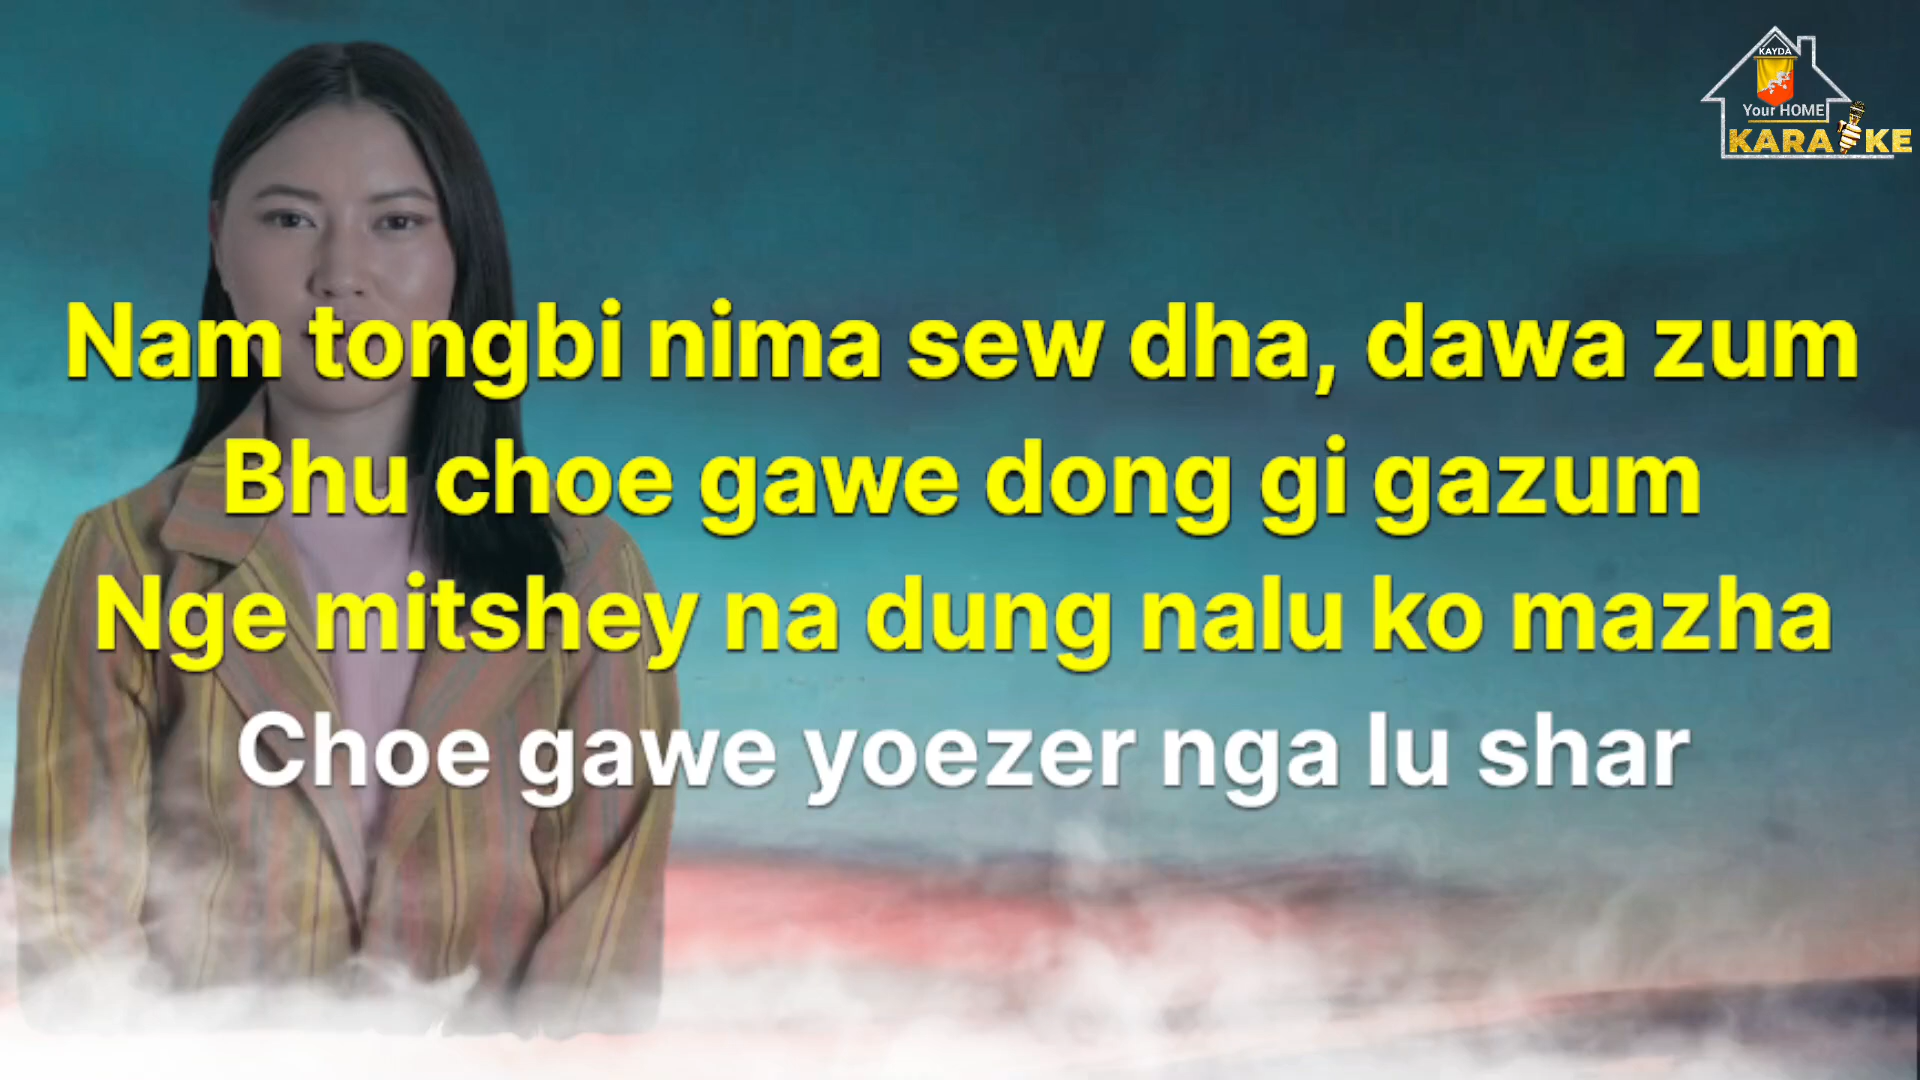 KAYDA
Your HOME
KARAOKE
Nam tongbi nima sew dha, dawa zum
Bhu choe gawe dong gi gazum
Nge mitshey na dung nalu ko mazha
Choe gawe yoezer nga lu shar